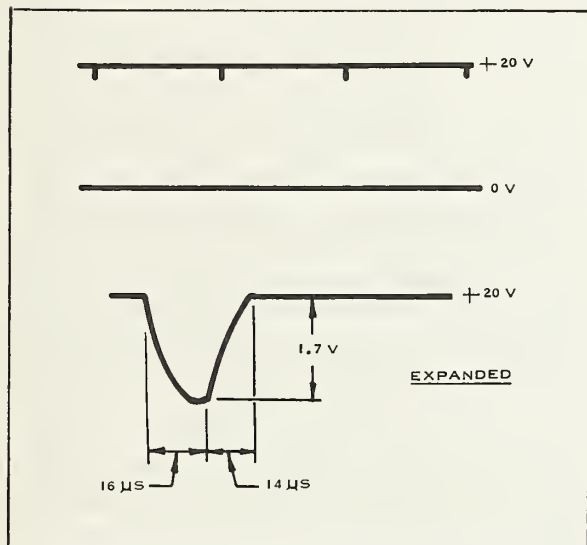 +20 V
0 V
+20 V
1.7 V
EXPANDED
16 μS
14 μS